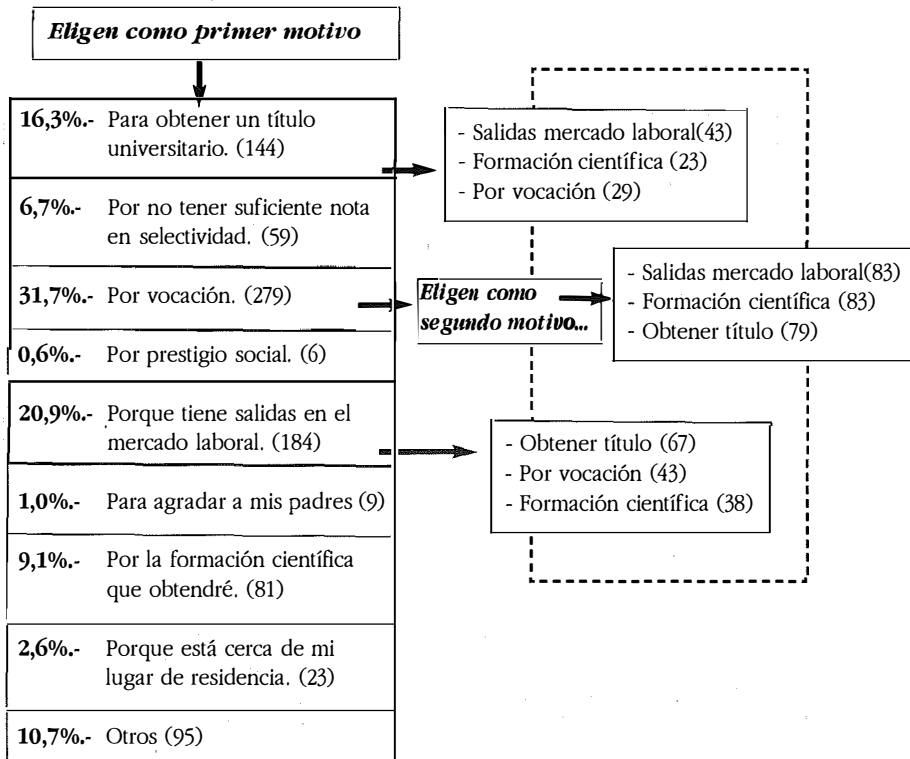 Eligen como primer motivo
16,3%.- Para obtener un título
universitario. (144)
6,7%.- Por no tener suficiente nota
en selectividad. (59)
31,7%.- Por vocación. (279)
0,6%.- Por prestigio social. (6)
20,9%.- Porque tiene salidas en el
mercado laboral. (184)
1,0%.- Para agradar a mis padres (9)
9,1%.- Por la formación científica
que obtendré. (81)
2,6%.- Porque está cerca de mi
lugar de residencia. (23)
10,7%.- Otros (95)
- Salidas mercado laboral(43)
- Formación científica (23)
- Por vocación (29)
Eligen como
segundo motivo...
- Salidas mercado laboral(83)
- Formación científica (83)
- Obtener título (79)
- Obtener título (67)
- Por vocación (43)
- Formación científica (38)